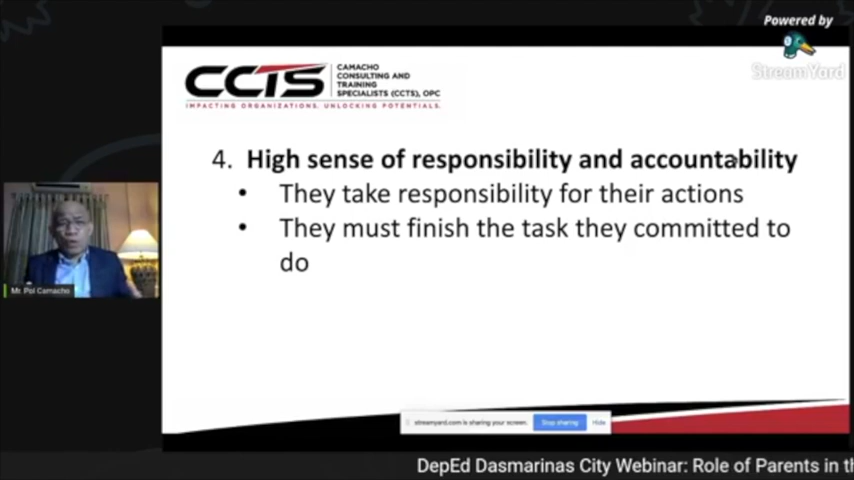 Powered by
StreamYard
CCTS
CAMACHO
CONSULTING AND
TRAINING
SPECIALISTS (CCTS), OPC
IMPACTING ORGANIZATIONS. UNLOCKING POTENTIALS.
4. High sense of responsibility and accountability
• They take responsibility for their actions
• They must finish the task they committed to
do
Mr. Pol Camacho
streamyard.com is sharing your screen. Stop sharing Hide
DepEd Dasmarinas City Webinar: Role of Parents in th